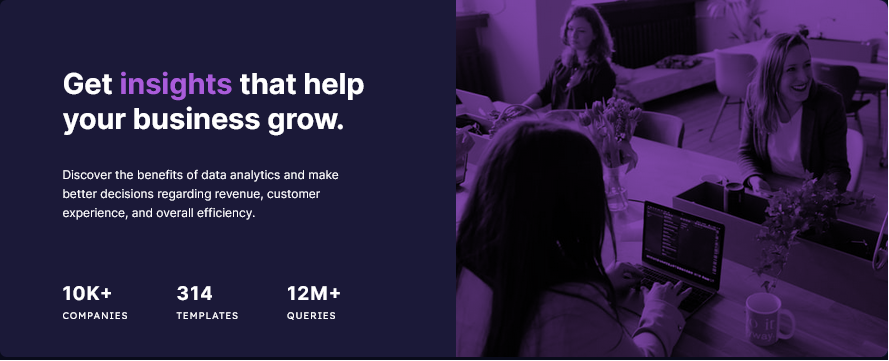 Get insights that help
your business grow.
Discover the benefits of data analytics and make
better decisions regarding revenue, customer
experience, and overall efficiency.
10K+ 314 12M+
COMPANIES TEMPLATES QUERIES